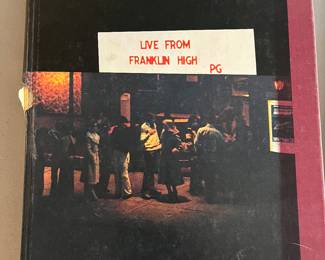 LIVE FROM
FRANKLIN HIGH
PG